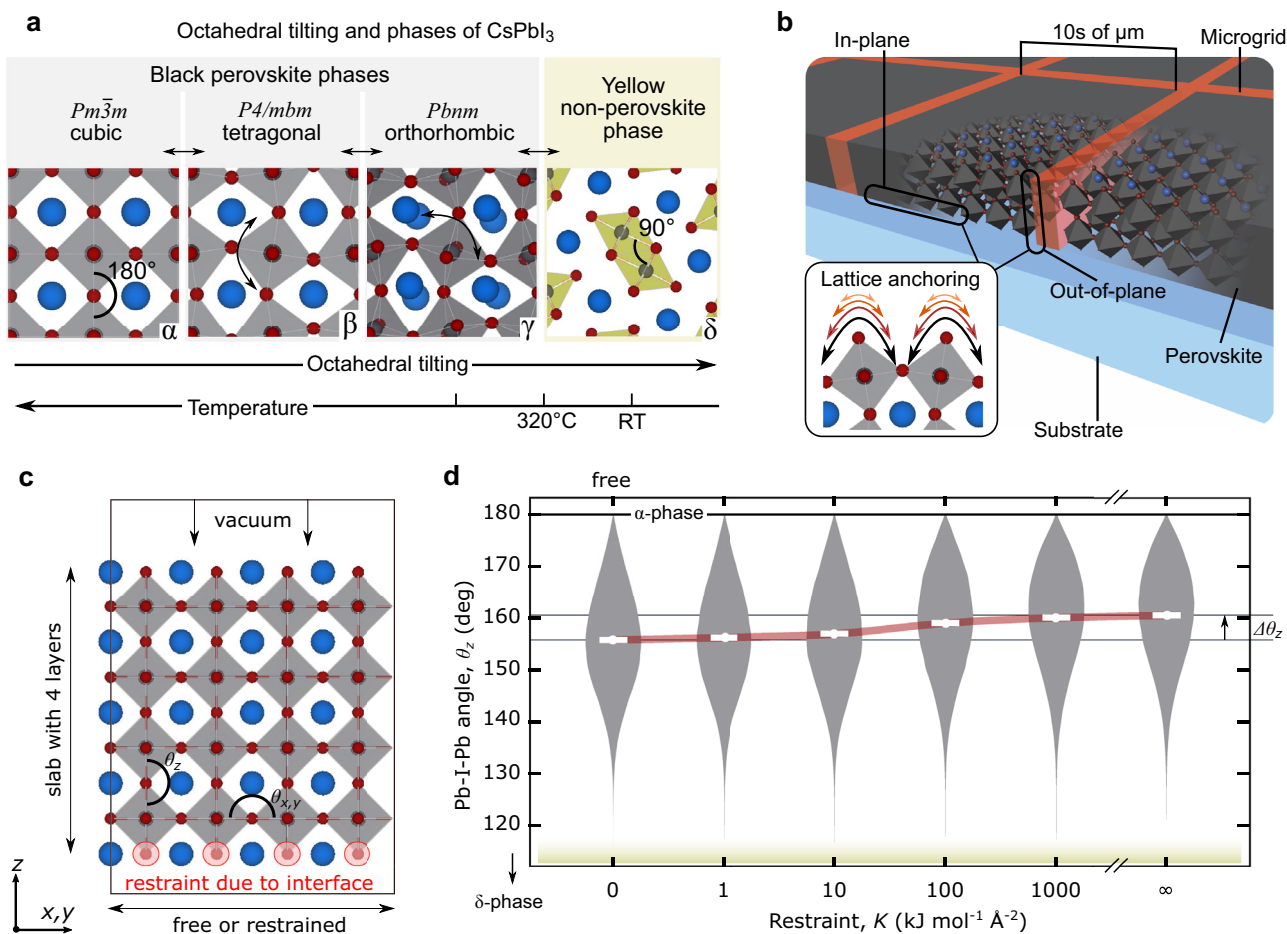 a
Octahedral tilting and phases of CsPbI₃
Black perovskite phases
Yellow
non-perovskite
phase
Pm3̅m
cubic
P4/mbm
tetragonal
Pbnm
orthorhombic
180°
90°
α
β
γ
δ
Octahedral tilting
Temperature
320°C
RT
b
In-plane
10s of µm
Microgrid
Lattice anchoring
Out-of-plane
Perovskite
Substrate
c
vacuum
slab with 4 layers
θz
θx,y
restraint due to interface
free or restrained
z
x,y
d
free
α-phase
180
170
160
150
140
130
120
Pb-I-Pb angle, θz (deg)
Δθz
δ-phase
0
1
10
100
1000
∞
Restraint, K (kJ mol⁻¹ Å⁻²)